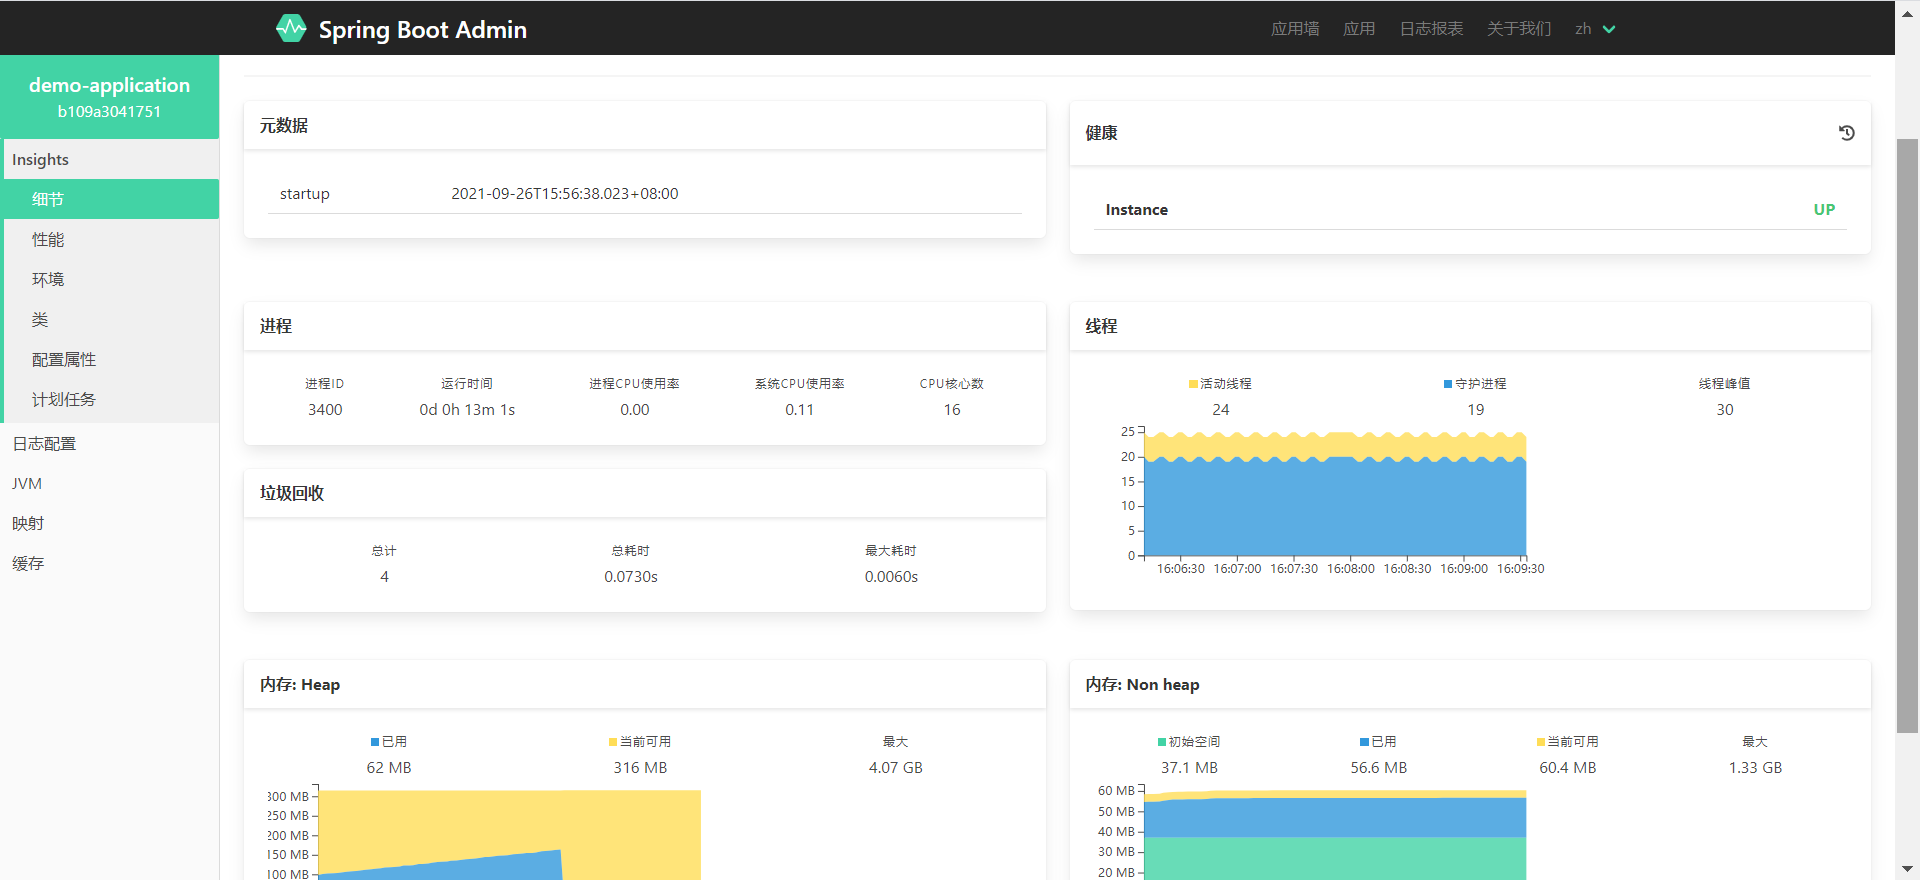 Spring Boot Admin
应用墙 应用 日志报表 关于我们 zh
demo-application
b109a3041751
Insights
细节
性能
环境
类
配置属性
计划任务
日志配置
JVM
映射
缓存
元数据
startup 2021-09-26T15:56:38.023+08:00
健康
Instance UP
进程
进程ID 运行时间 进程CPU使用率 系统CPU使用率 CPU核心数
3400 0d 0h 13m 1s 0.00 0.11 16
线程
活动线程 守护进程 线程峰值
24 19 30
25
20
15
10
5
0
16:06:30 16:07:00 16:07:30 16:08:00 16:08:30 16:09:00 16:09:30
垃圾回收
总计 总耗时 最大耗时
4 0.0730s 0.0060s
内存: Heap
已用 当前可用 最大
62 MB 316 MB 4.07 GB
300 MB
250 MB
200 MB
150 MB
100 MB
内存: Non heap
初始空间 已用 当前可用 最大
37.1 MB 56.6 MB 60.4 MB 1.33 GB
60 MB
50 MB
40 MB
30 MB
20 MB